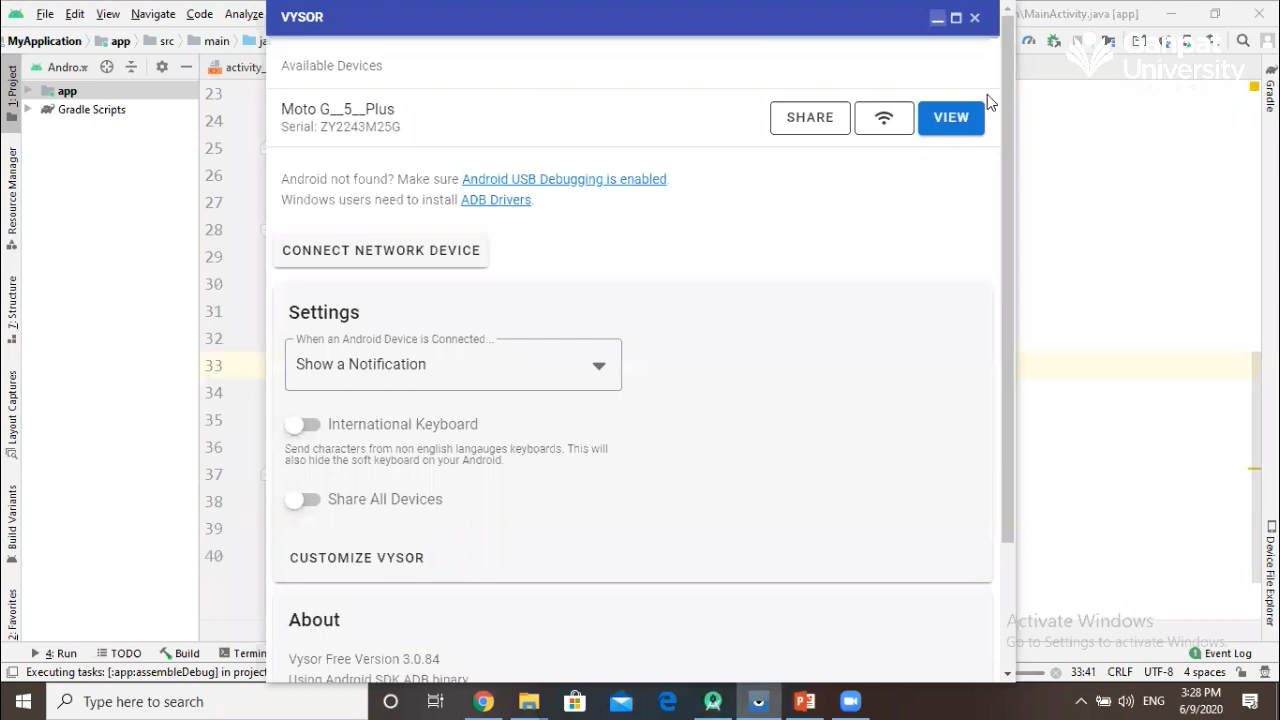 File Edit View Navigate Code Analyze
VYSOR
\MainActivity.java [app]
MyApplication app src main
Ganpat
University
Andro...
activity_
1: Project
Available Devices
app
Gradle Scripts
Moto G__5__Plus
Serial: ZY2243M25G
SHARE
VIEW
Gradle
Resource Manager
Android not found? Make sure Android USB Debugging is enabled.
Windows users need to install ADB Drivers.
CONNECT NETWORK DEVICE
7: Structure
Settings
When an Android Device is Connected...
Show a Notification
Layout Captures
International Keyboard
Send characters from non english langauges keyboards. This will
also hide the soft keyboard on your Android.
Share All Devices
Build Variants
CUSTOMIZE VYSOR
Device File Explorer
2: Favorites
About
Vysor Free Version 3.0.84
Using Android SDK ADB binary
23
24
25
26
27
28
29
30
31
32
33
34
35
36
37
38
39
40
Activate Windows
Go to Settings to activate Windows.
4: Run TODO Build Termin
Event Log
Executing tasks: [:app:assembleDebug] in project
33:41 CRLF UTF-8 4 spaces
Type here to search
ENG
3:28 PM
6/9/2020